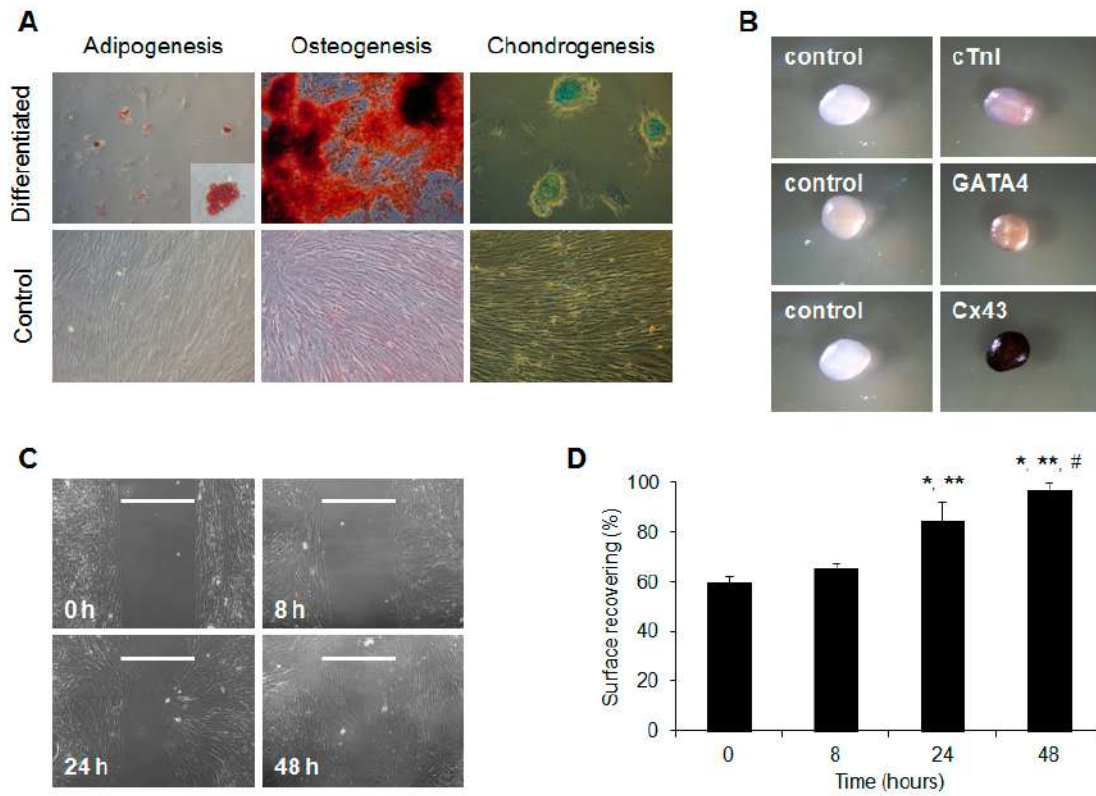 A
Adipogenesis Osteogenesis Chondrogenesis
Differentiated
Control
B
control cTnI
control GATA4
control Cx43
C
0 h 8 h
24 h 48 h
D
Surface recovering (%)
100
80
60
40
20
0
*, **
*, **, #
0 8 24 48
Time (hours)